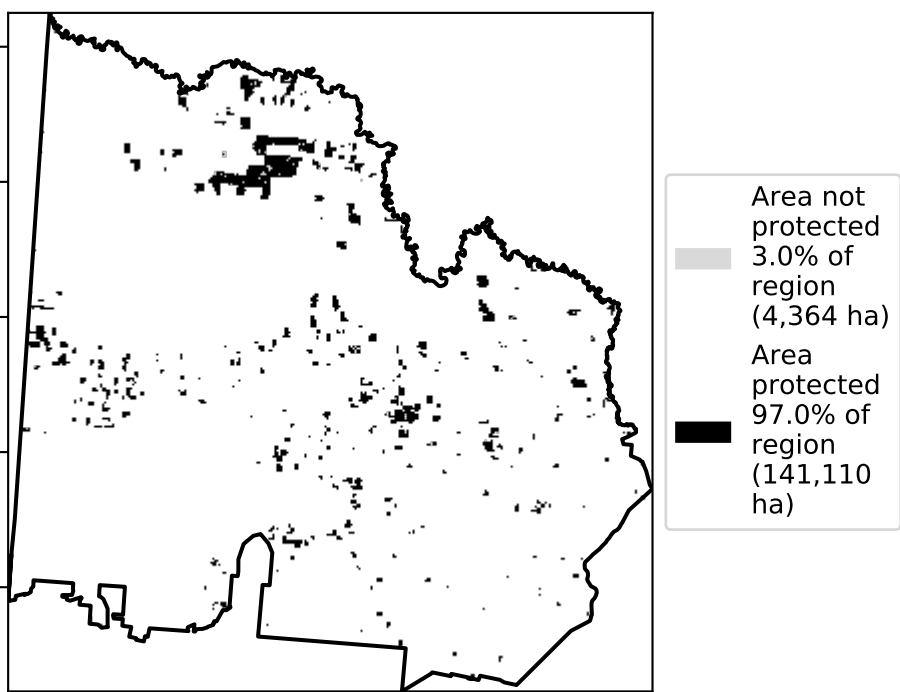 Area not
protected
3.0% of
region
(4,364 ha)
Area
protected
97.0% of
region
(141,110
ha)